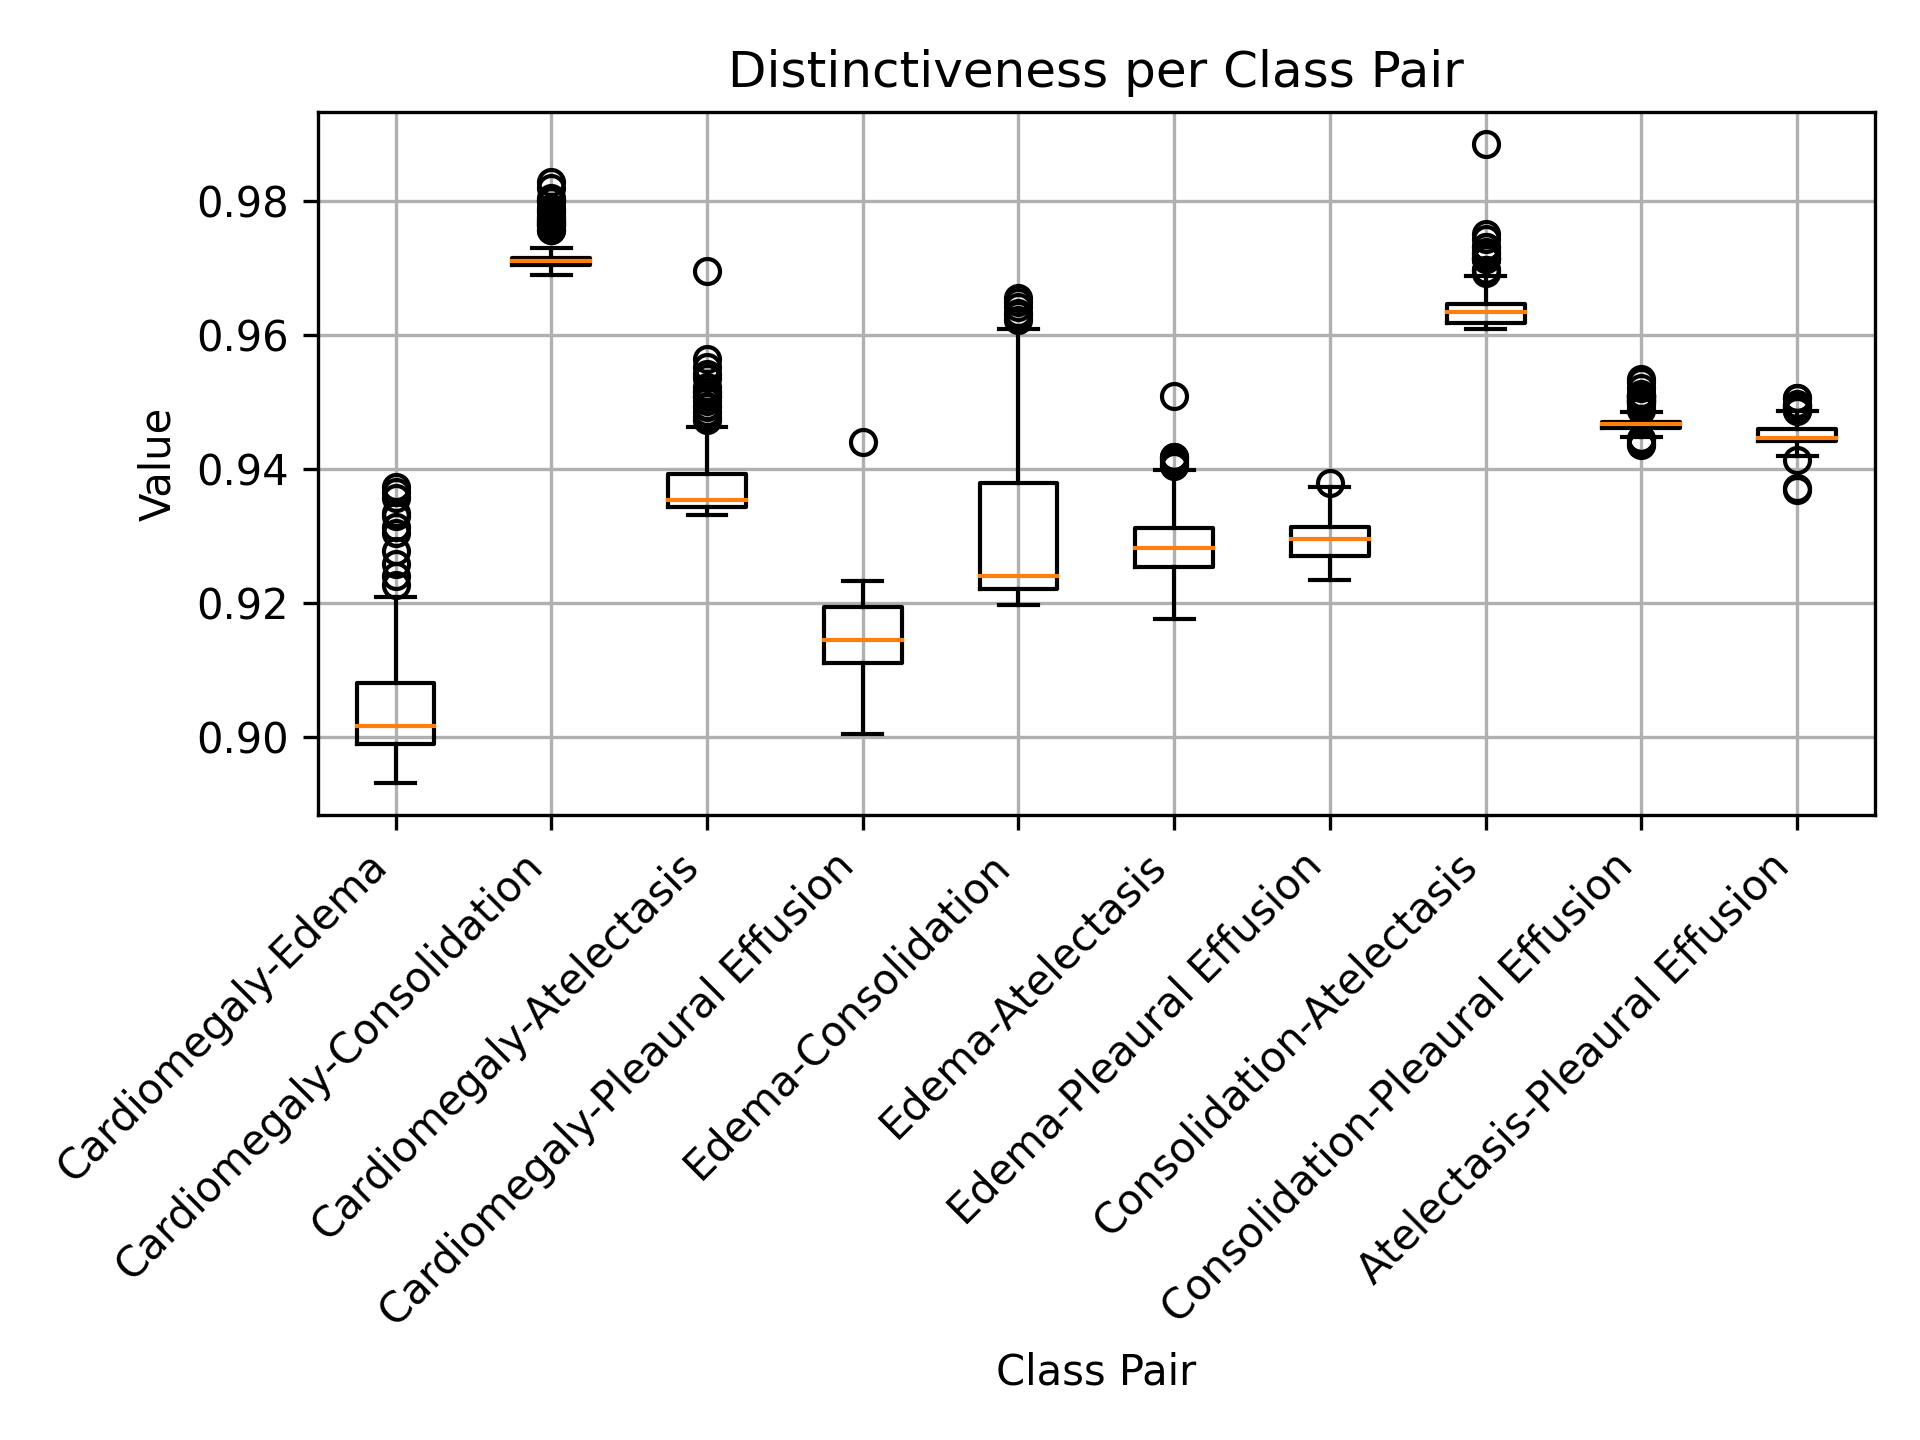 Distinctiveness per Class Pair
Value
0.98
0.96
0.94
0.92
0.90
Cardiomegaly-Edema
Cardiomegaly-Consolidation
Cardiomegaly-Atelectasis
Cardiomegaly-Pleaural Effusion
Edema-Consolidation
Edema-Atelectasis
Edema-Pleaural Effusion
Consolidation-Atelectasis
Consolidation-Pleaural Effusion
Atelectasis-Pleaural Effusion
Class Pair